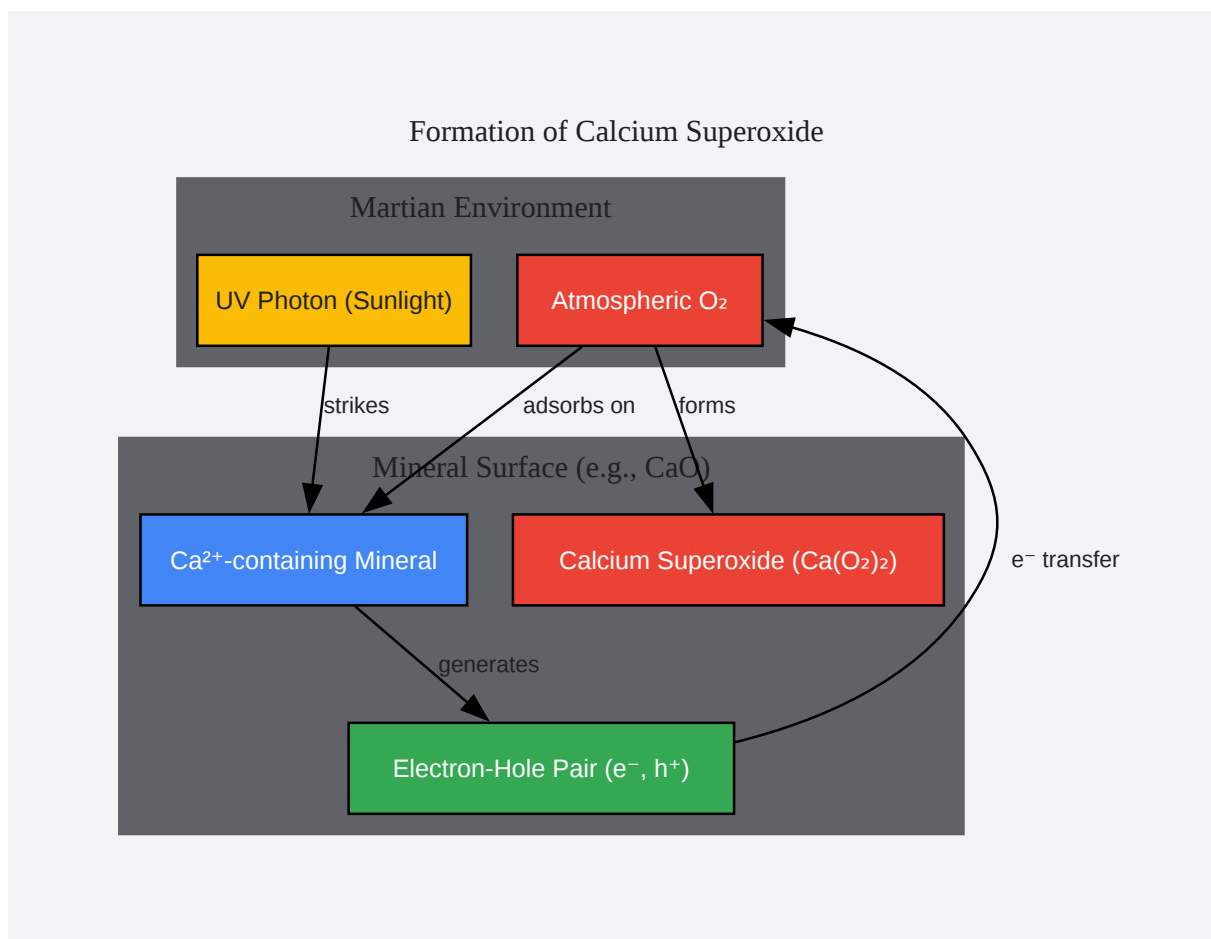 Formation of Calcium Superoxide
Martian Environment
UV Photon (Sunlight)
Atmospheric O₂
strikes
adsorbs on
forms
Mineral Surface (e.g., CaO)
Ca²⁺-containing Mineral
Calcium Superoxide (Ca(O₂)₂)
e⁻ transfer
generates
Electron-Hole Pair (e⁻, h⁺)